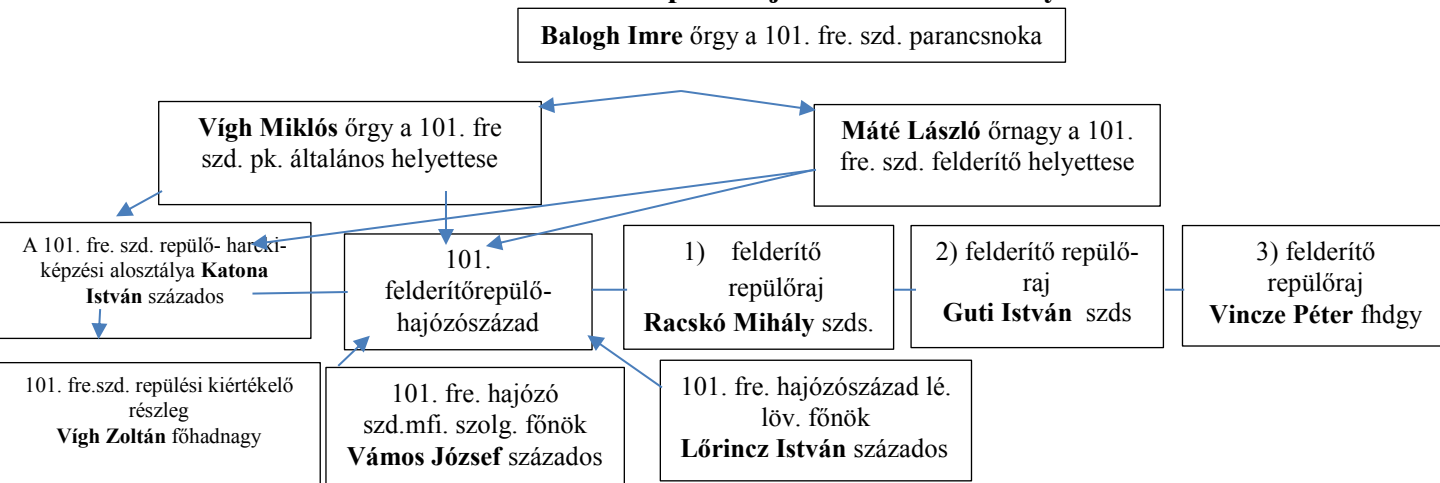 Balogh Imre őrgy a 101. fre. szd. parancsnoka
Vígh Miklós őrgy a 101. fre
szd. pk. általános helyettese
Máté László őrnagy a 101.
fre. szd. felderítő helyettese
A 101. fre. szd. repülő- harcki-
képzési alosztálya Katona
István százados
101.
felderítőrepülő-
hajózószázad
1) felderítő
repülőraj
Racskó Mihály szds.
2) felderítő repülő-
raj
Guti István szds
3) felderítő
repülőraj
Vincze Péter fhdgy
101. fre.szd. repülési kiértékelő
részleg
Vígh Zoltán főhadnagy
101. fre. hajózó
szd.mfi. szolg. főnök
Vámos József százados
101. fre. hajózószázad lé.
löv. főnök
Lőrincz István százados